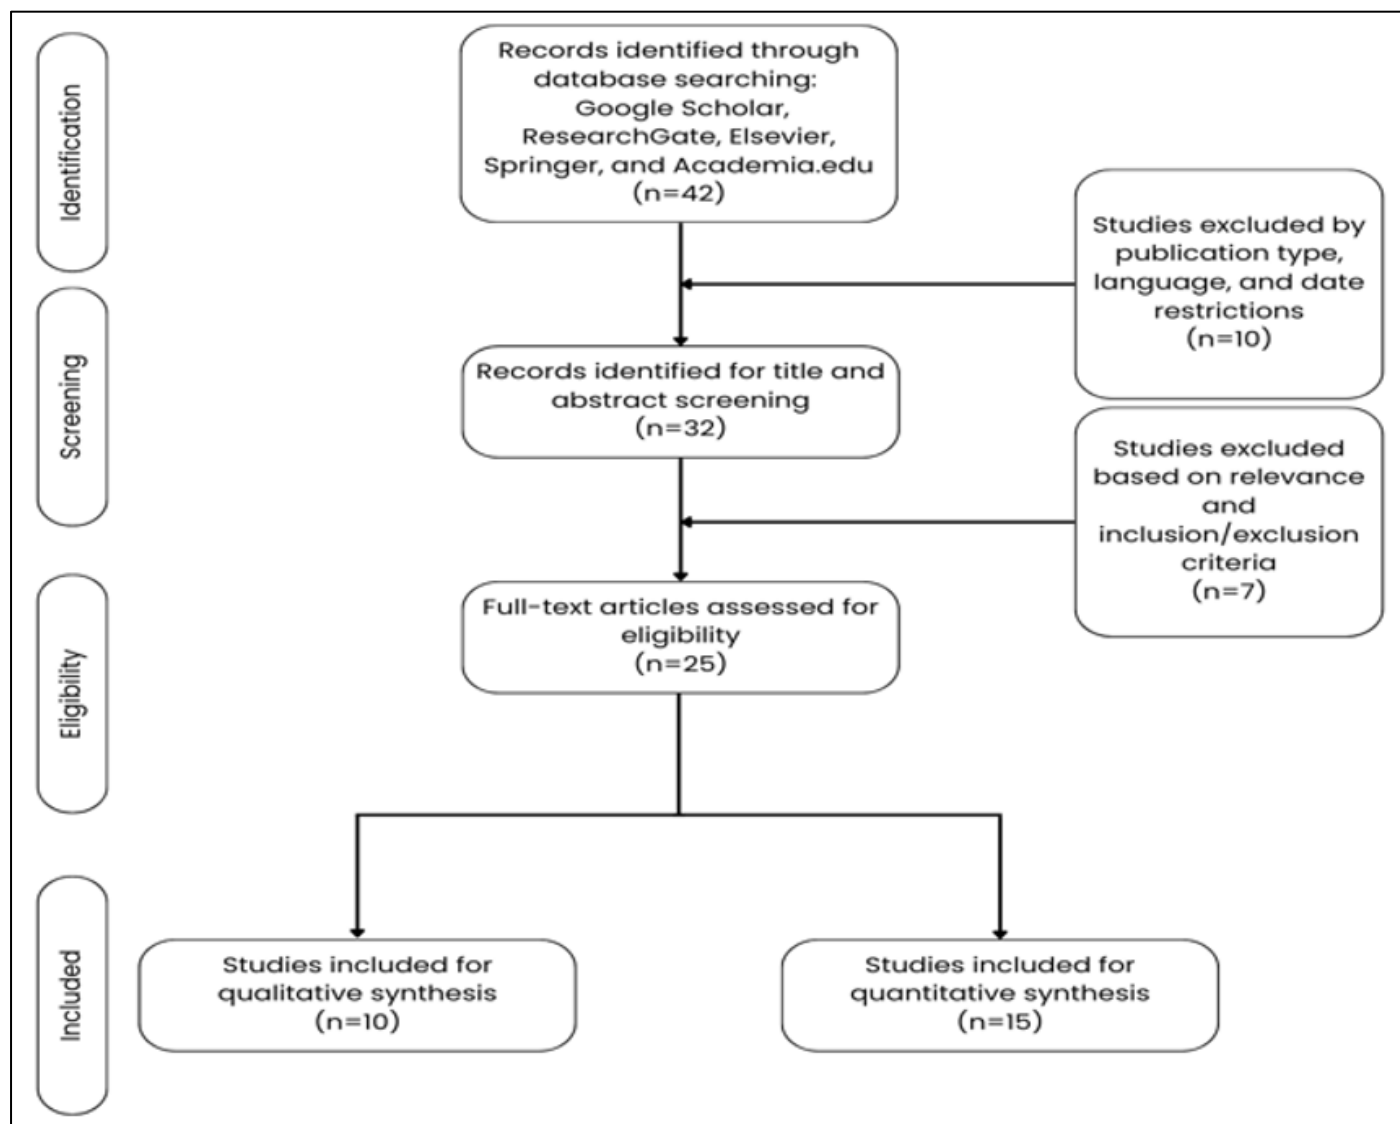 Identification
Records identified through
database searching:
Google Scholar,
ResearchGate, Elsevier,
Springer, and Academia.edu
(n=42)
Studies excluded by
publication type,
language, and date
restrictions
(n=10)
Screening
Records identified for title and
abstract screening
(n=32)
Studies excluded
based on relevance
and
inclusion/exclusion
criteria
(n=7)
Eligibility
Full-text articles assessed for
eligibility
(n=25)
Included
Studies included for
qualitative synthesis
(n=10)
Studies included for
quantitative synthesis
(n=15)